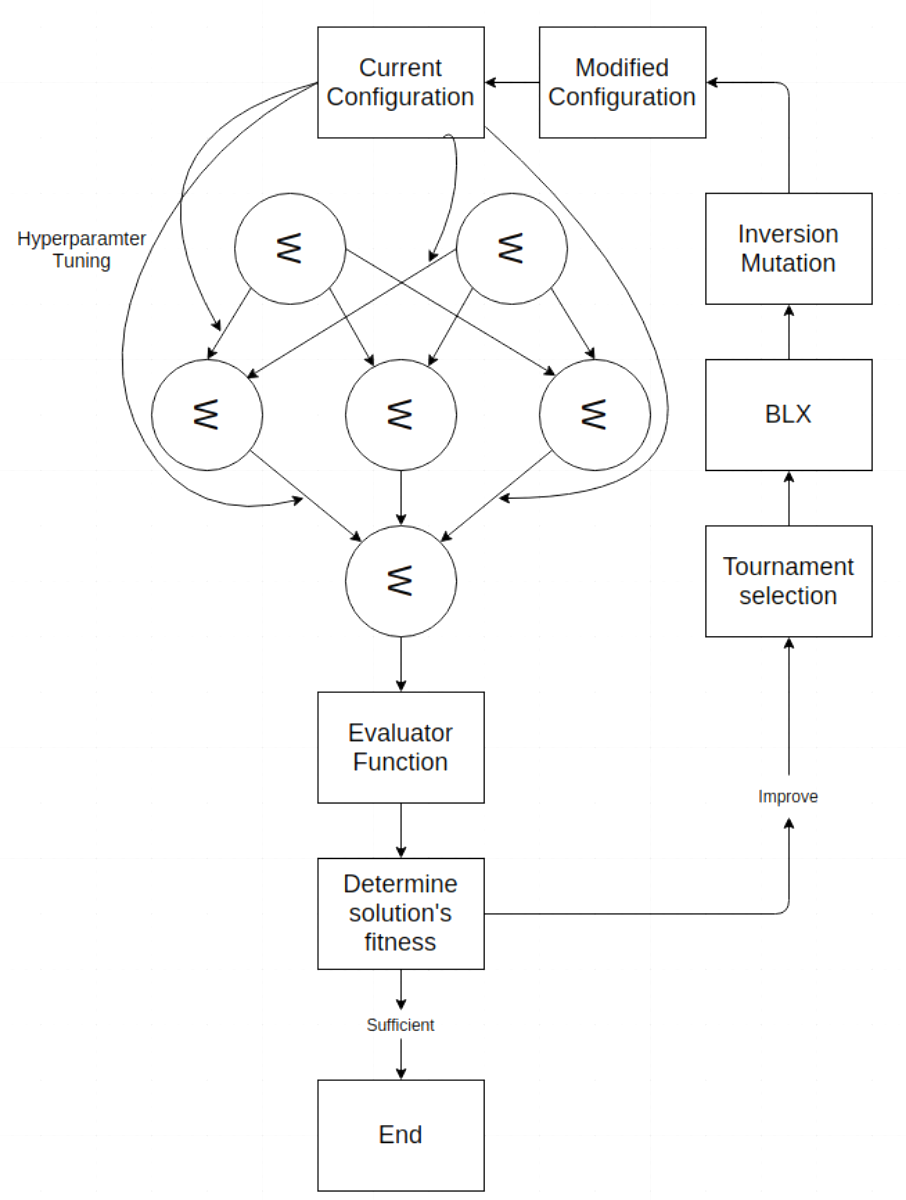 Current
Configuration
Modified
Configuration
Inversion
Mutation
Hyperparamter
Tuning
W
W
W
W
W
BLX
W
Tournament
selection
Evaluator
Function
Improve
Determine
solution's
fitness
Sufficient
End